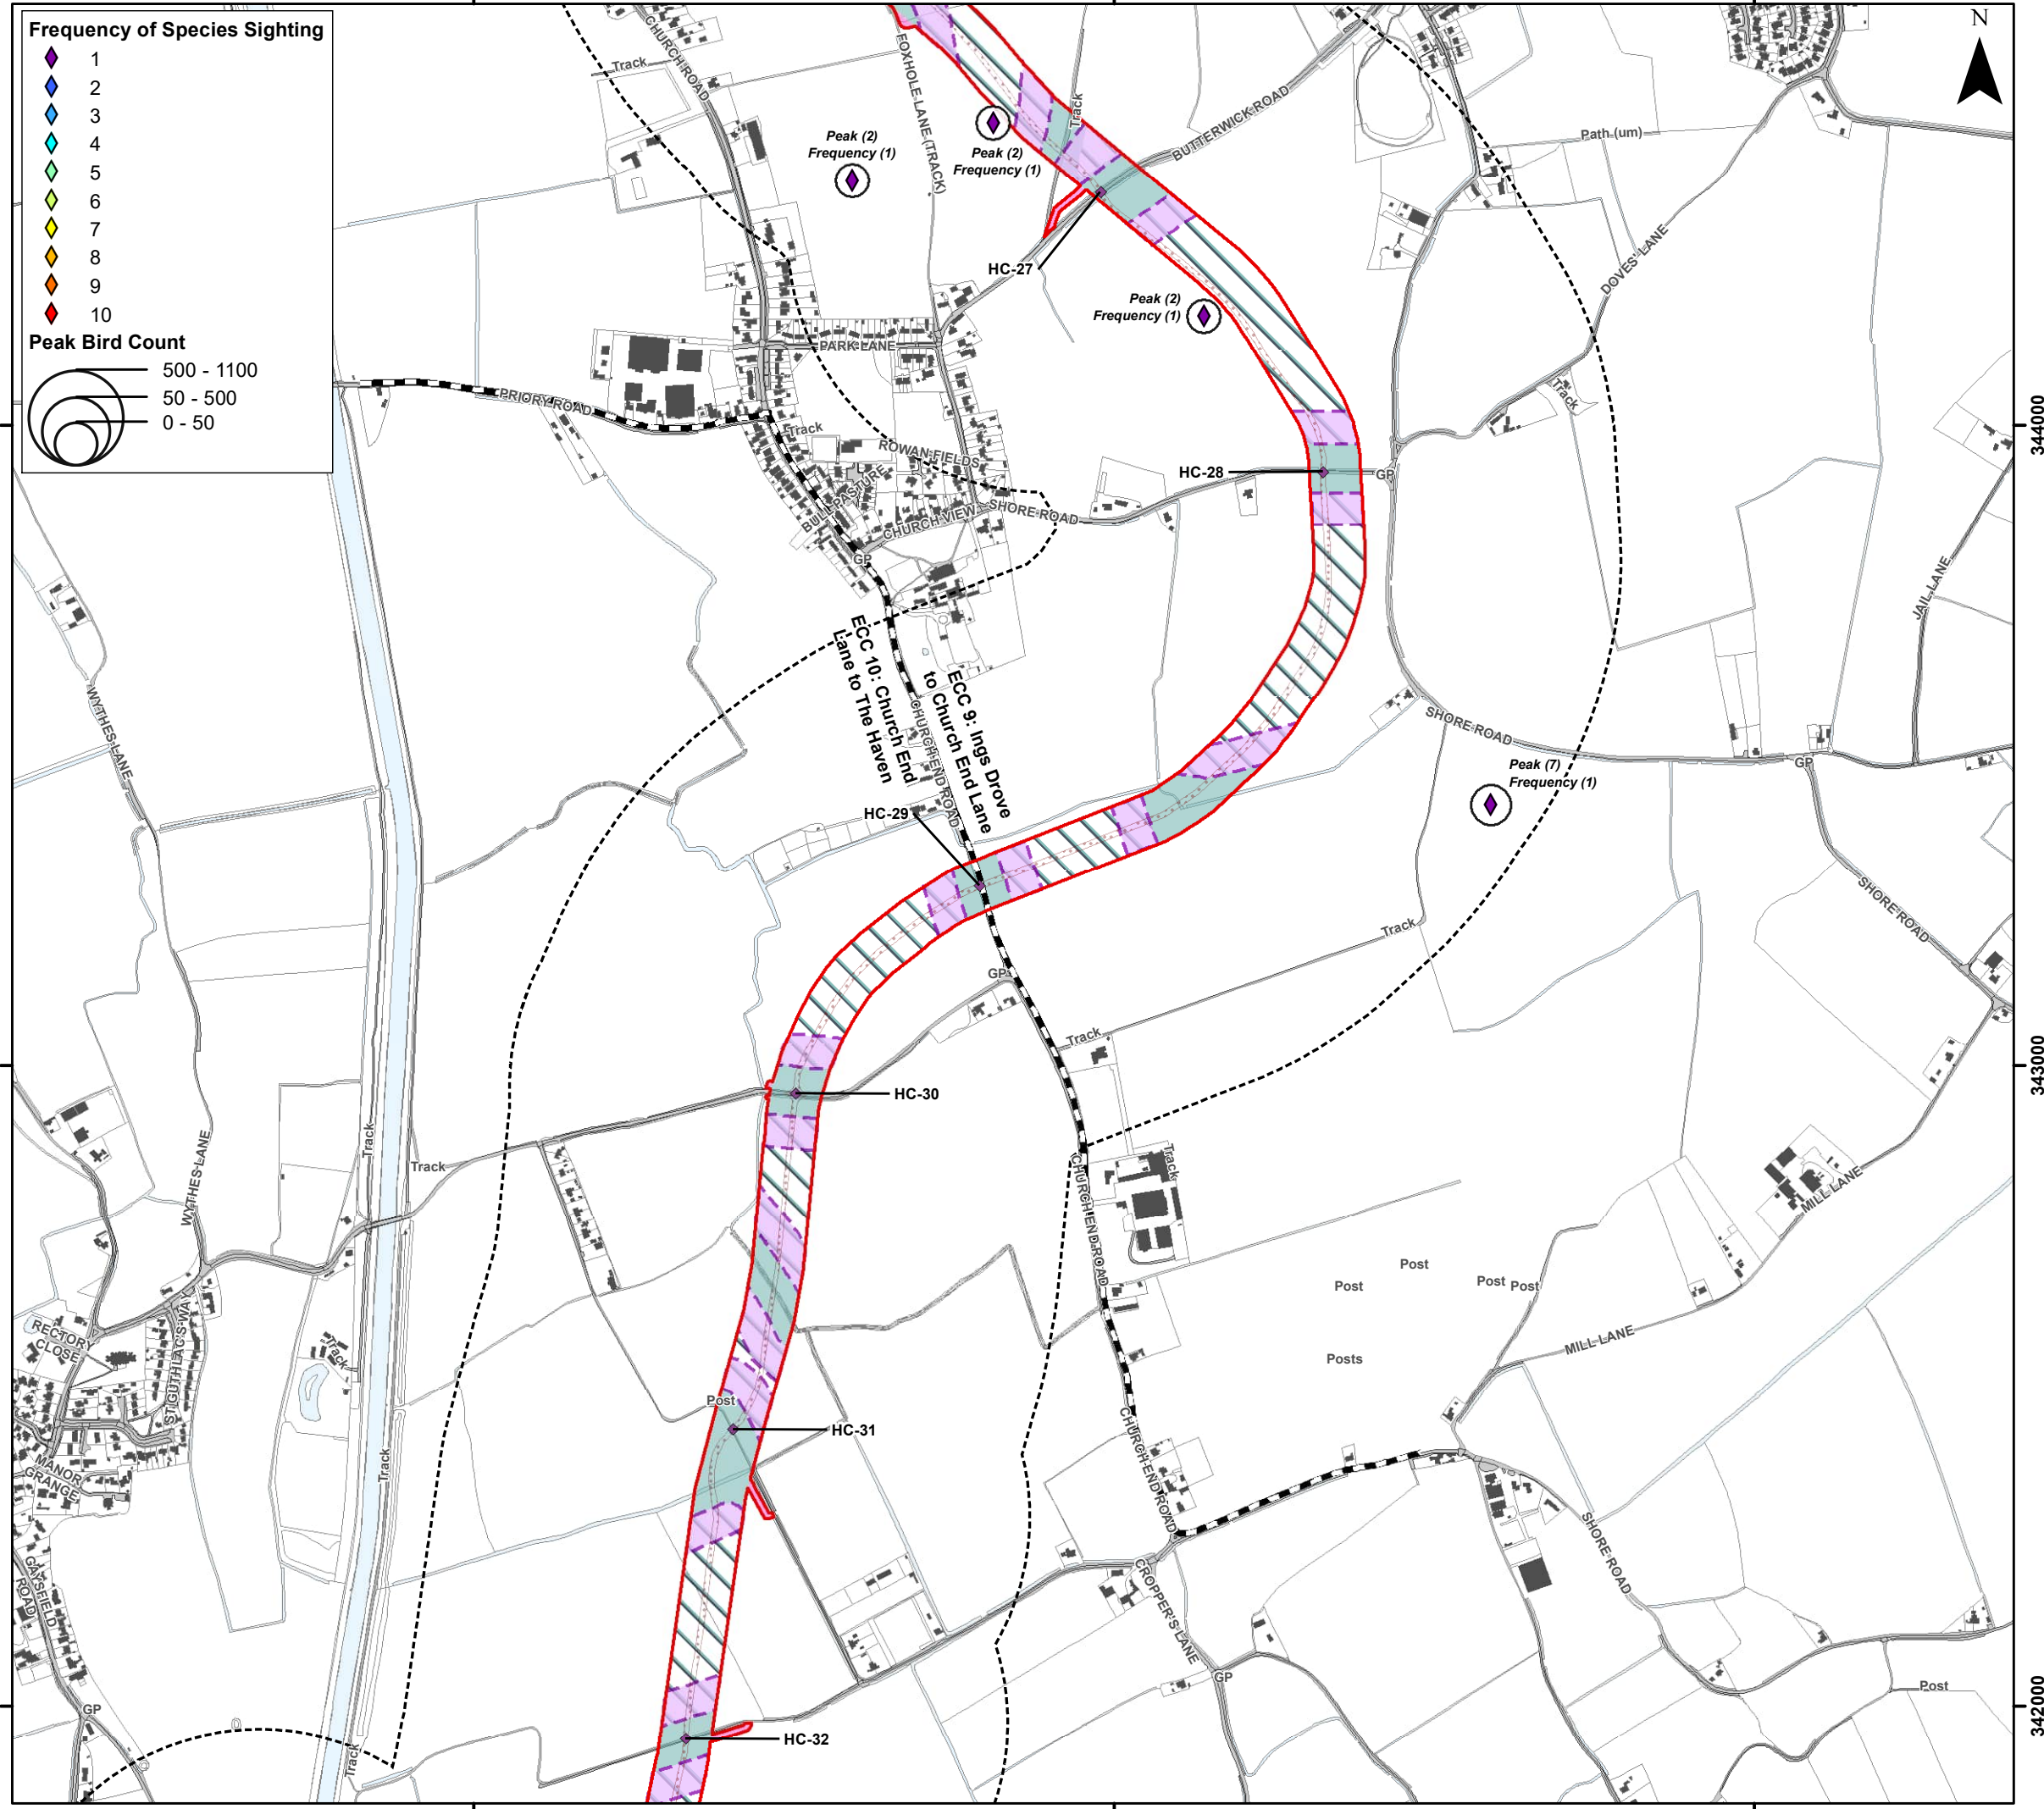 Frequency of Species Sighting
1
2
3
4
5
6
7
8
9
10
Peak Bird Count
500 - 1100
50 - 500
0 - 50
N
CHURCH ROAD
Track
FOXHOLE LANE (TRACK)
Track
BUTTERWICK ROAD
Path (um)
Peak (2)
Frequency (1)
Peak (2)
Frequency (1)
HC-27
DOVES' LANE
Peak (2)
Frequency (1)
PARK LANE
PRIORY ROAD
Track
Track
344000
ROWAN FIELDS
HC-28
GP
BULL PASTURE
CHURCH VIEW
SHORE ROAD
GP
JAIL LANE
ECC 10: Church End
Lane to The Haven
ECC 9: Ings Drove
to Church End Lane
CHURCH END ROAD
WYTHES LANE
SHORE ROAD
GP
Peak (7)
Frequency (1)
HC-29
SHORE ROAD
Track
GP
Track
343000
HC-30
Track
Track
WYTHES LANE
CHURCH END ROAD
Track
MILL LANE
Post
Post
Post
Post
RECTORY
CLOSE
ST GUTHLAC'S WAY
Track
MILL LANE
Posts
Post
HC-31
CHURCH END ROAD
MANOR
GRANGE
Track
GAYSFIELD
ROAD
CROPPER'S LANE
SHORE ROAD
GP
Post
GP
342000
HC-32
Track